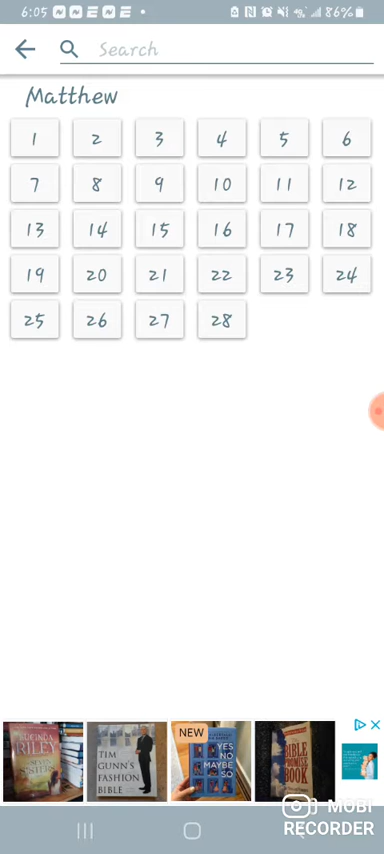 6:05
86%
Search
Matthew
1 2 3 4 5 6
7 8 9 10 11 12
13 14 15 16 17 18
19 20 21 22 23 24
25 26 27 28
LUCINDA
RILEY
SEVEN
SISTERS
TIM
GUNN'S
FASHION
BIBLE
NEW
YES
NO
MAYBE
SO
BIBLE
PROMISE
BOOK
MOBI
RECORDER